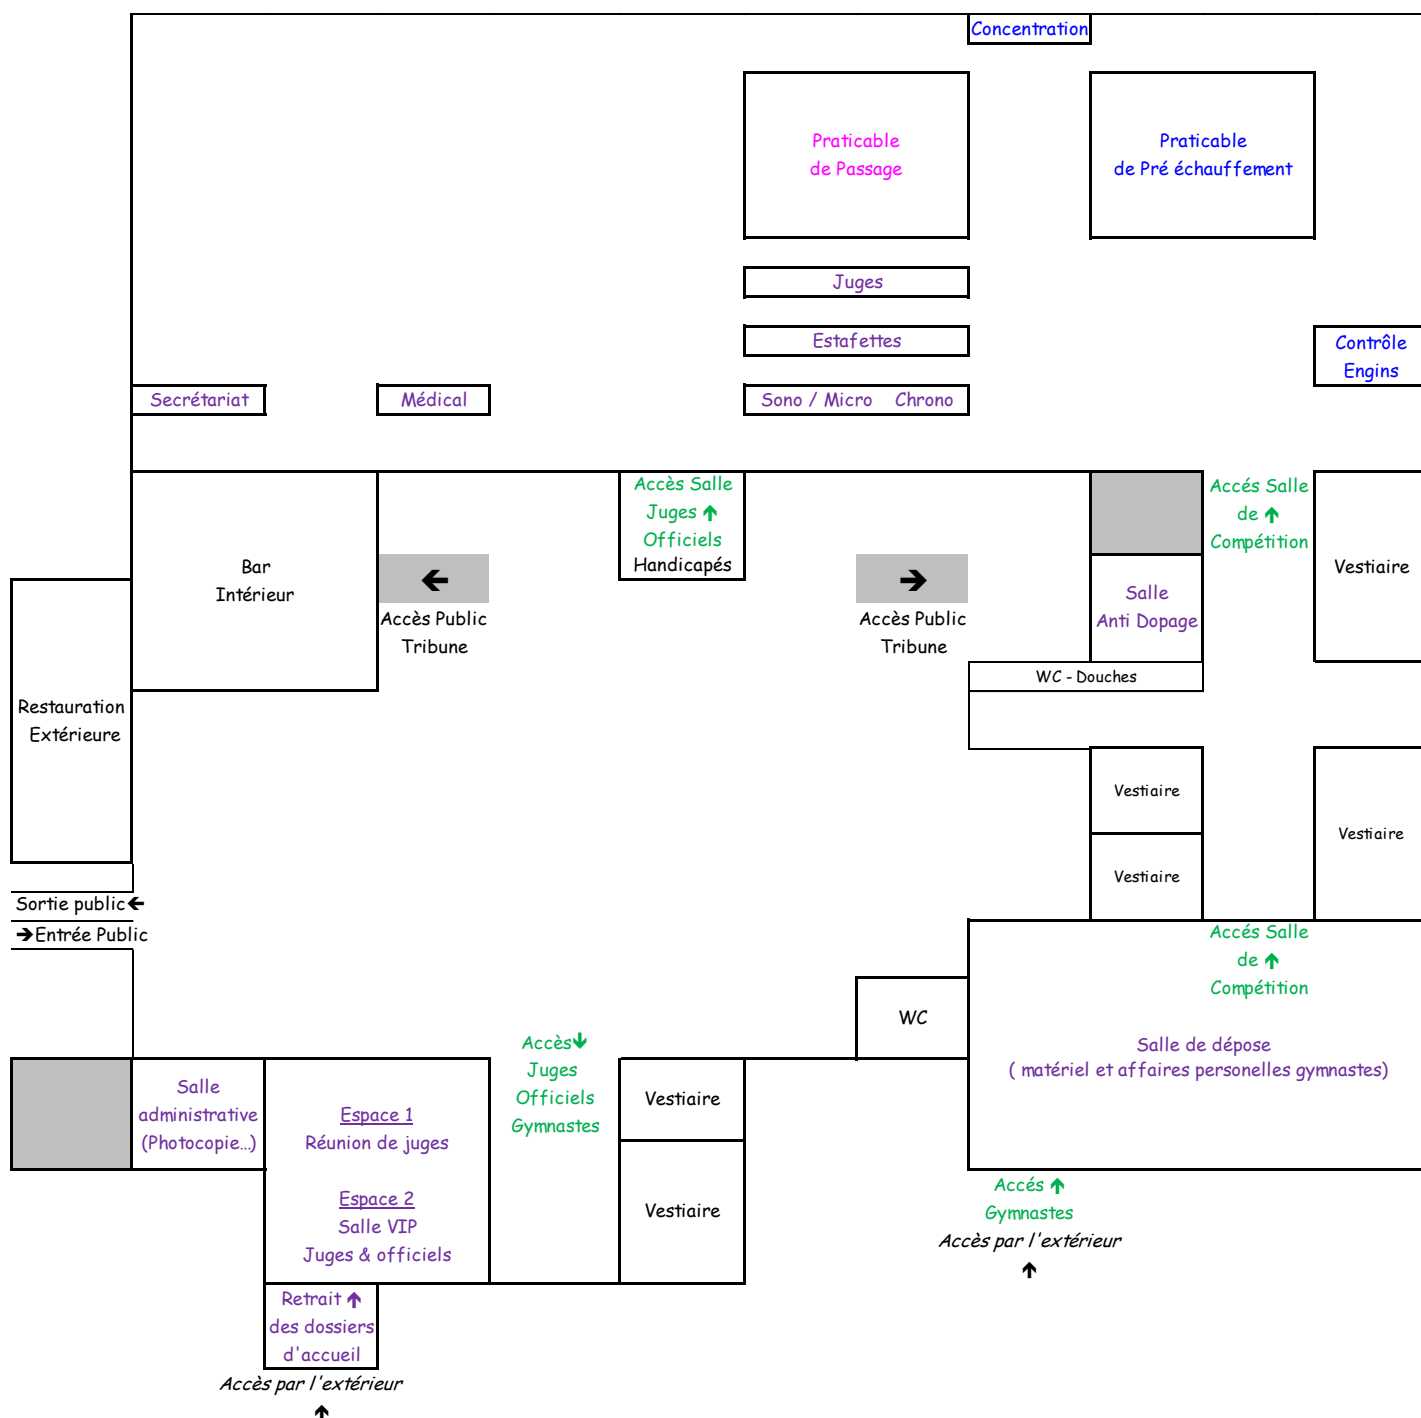 Concentration
Praticable
de Passage
Praticable
de Pré échauffement
Juges
Estafettes
Contrôle
Engins
Secrétariat
Médical
Sono / Micro Chrono
Accès Salle
Juges ↑
Officiels
Handicapés
Accés Salle
de ↑
Compétition
Bar
Intérieur
Vestiaire
←
Accès Public
Tribune
→
Accès Public
Tribune
Salle
Anti Dopage
WC - Douches
Restauration
Extérieure
Vestiaire
Vestiaire
Vestiaire
Sortie public←
→Entrée Public
Accés Salle
de ↑
Compétition
WC
Salle de dépose
( matériel et affaires personelles gymnastes)
Accès↓
Juges
Officiels
Gymnastes
Salle
administrative
(Photocopie…)
Espace 1
Réunion de juges
Espace 2
Salle VIP
Juges & officiels
Vestiaire
Vestiaire
Accés ↑
Gymnastes
Accès par l'extérieur
↑
Retrait ↑
des dossiers
d'accueil
Accès par l'extérieur
↑